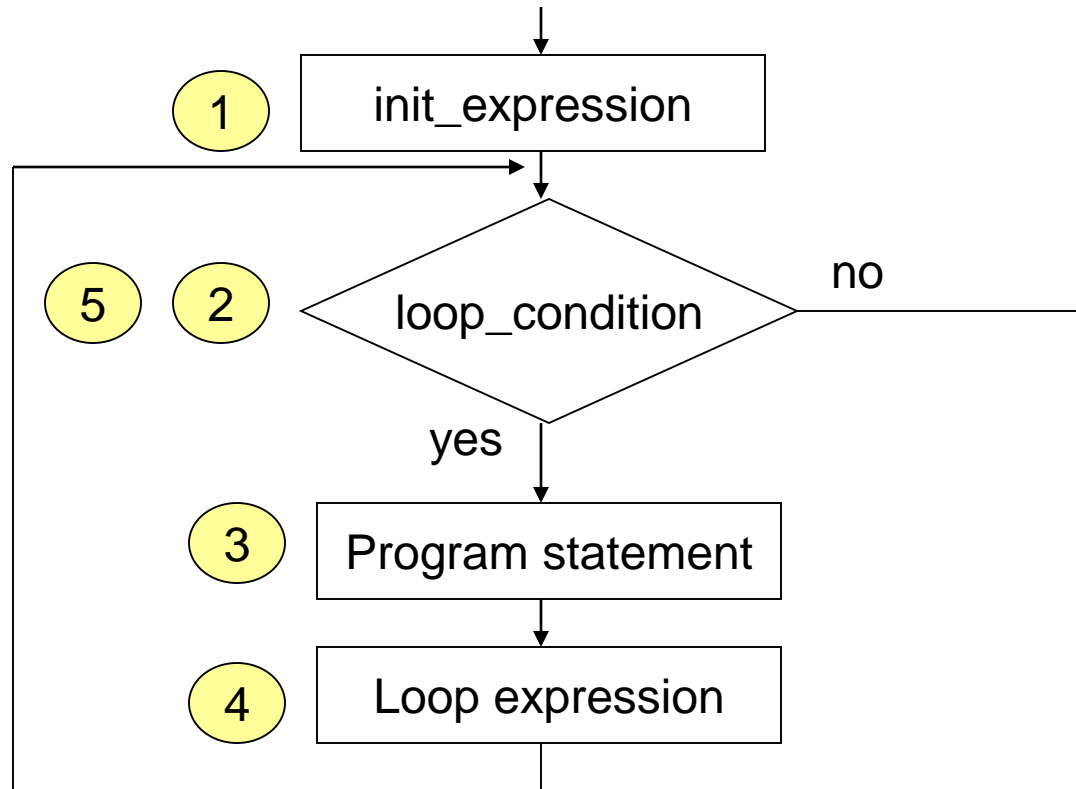 1
init_expression
5
2
loop_condition
no
yes
3
Program statement
4
Loop expression